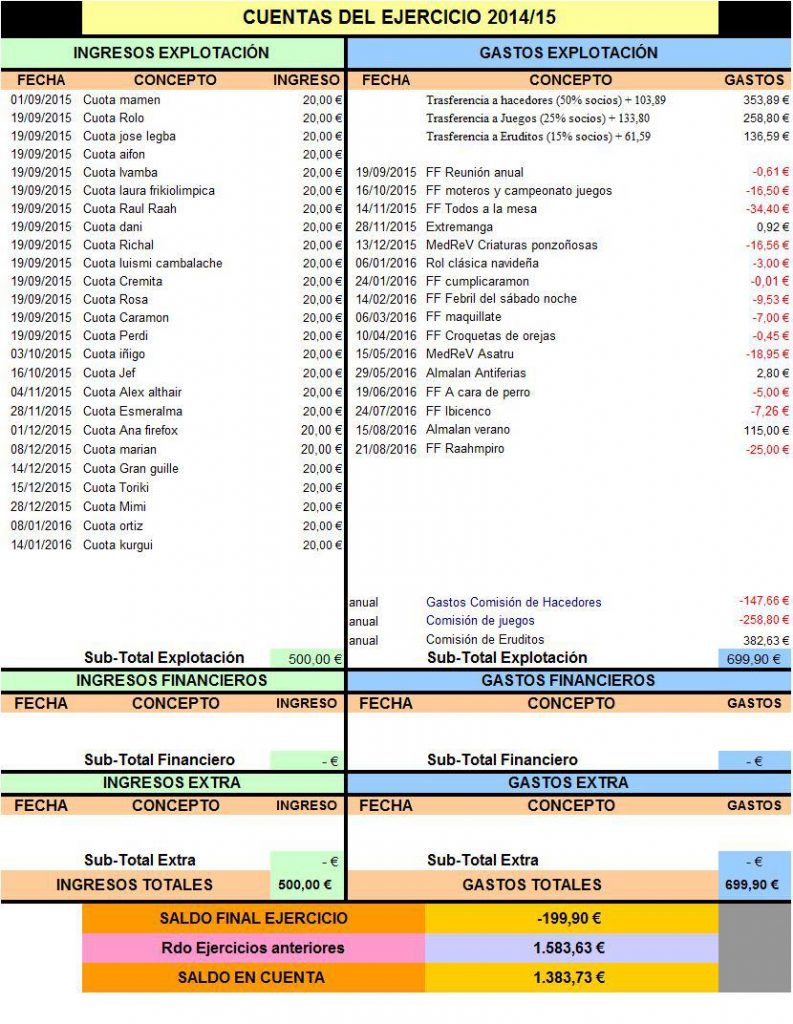 CUENTAS DEL EJERCICIO 2014/15
INGRESOS EXPLOTACIÓN
FECHA CONCEPTO INGRESO
01/09/2015 Cuota mamen 20,00 €
19/09/2015 Cuota Rolo 20,00 €
19/09/2015 Cuota jose legba 20,00 €
19/09/2015 Cuota aifon 20,00 €
19/09/2015 Cuota lvamba 20,00 €
19/09/2015 Cuota laura frikiolimpica 20,00 €
19/09/2015 Cuota Raul Raah 20,00 €
19/09/2015 Cuota dani 20,00 €
19/09/2015 Cuota Richal 20,00 €
19/09/2015 Cuota luismi cambalache 20,00 €
19/09/2015 Cuota Cremita 20,00 €
19/09/2015 Cuota Rosa 20,00 €
19/09/2015 Cuota Caramon 20,00 €
19/09/2015 Cuota Perdi 20,00 €
03/10/2015 Cuota iñigo 20,00 €
16/10/2015 Cuota Jef 20,00 €
04/11/2015 Cuota Alex althair 20,00 €
28/11/2015 Cuota Esmeralma 20,00 €
01/12/2015 Cuota Ana firefox 20,00 €
08/12/2015 Cuota marian 20,00 €
14/12/2015 Cuota Gran guille 20,00 €
15/12/2015 Cuota Toriki 20,00 €
28/12/2015 Cuota Mimi 20,00 €
08/01/2016 Cuota ortiz 20,00 €
14/01/2016 Cuota kurgui 20,00 €
Sub-Total Explotación 500,00 €
GASTOS EXPLOTACIÓN
FECHA CONCEPTO GASTOS
Trasferencia a hacedores (50% socios) + 103,89 353,89 €
Trasferencia a Juegos (25% socios) + 133,80 258,80 €
Trasferencia a Eruditos (15% socios) + 61,59 136,59 €
19/09/2015 FF Reunión anual -0,61 €
16/10/2015 FF moteros y campeonato juegos -16,50 €
14/11/2015 FF Todos a la mesa -34,40 €
28/11/2015 Extremanga 0,92 €
13/12/2015 MedReV Criaturas ponzoñosas -16,56 €
06/01/2016 Rol clásica navideña -3,00 €
24/01/2016 FF cumplicaramon -0,01 €
14/02/2016 FF Febril del sábado noche -9,53 €
06/03/2016 FF maquillate -7,00 €
10/04/2016 FF Croquetas de orejas -0,45 €
15/05/2016 MedReV Asatru -18,95 €
29/05/2016 Almalan Antiferias 2,80 €
19/06/2016 FF A cara de perro -5,00 €
24/07/2016 FF Ibicenco -7,26 €
15/08/2016 Almalan verano 115,00 €
21/08/2016 FF Raahmpiro -25,00 €
anual Gastos Comisión de Hacedores -147,66 €
anual Comisión de juegos -258,80 €
anual Comisión de Eruditos 382,63 €
Sub-Total Explotación 699,90 €
INGRESOS FINANCIEROS
FECHA CONCEPTO INGRESO
Sub-Total Financiero - €
GASTOS FINANCIEROS
FECHA CONCEPTO GASTOS
Sub-Total Financiero - €
INGRESOS EXTRA
FECHA CONCEPTO INGRESO
Sub-Total Extra - €
INGRESOS TOTALES 500,00 €
GASTOS EXTRA
FECHA CONCEPTO GASTOS
Sub-Total Extra - €
GASTOS TOTALES 699,90 €
SALDO FINAL EJERCICIO -199,90 €
Rdo Ejercicios anteriores 1.583,63 €
SALDO EN CUENTA 1.383,73 €